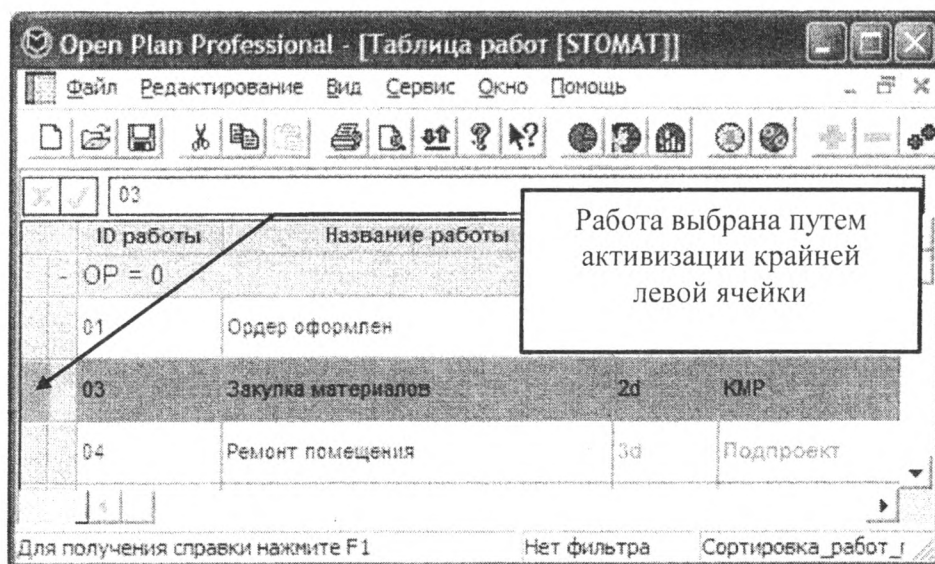 Open Plan Professional - [Таблица работ [STOMAT]]
Файл Редактирование Вид Сервис Окно Помощь
03
ID работы Название работы
Работа выбрана путем
активизации крайней
левой ячейки
- OP = 0
01 Ордер оформлен
03 Закупка материалов 2d КМР
04 Ремонт помещения 3d Подпроект
Для получения справки нажмите F1 Нет фильтра Сортировка_работ_